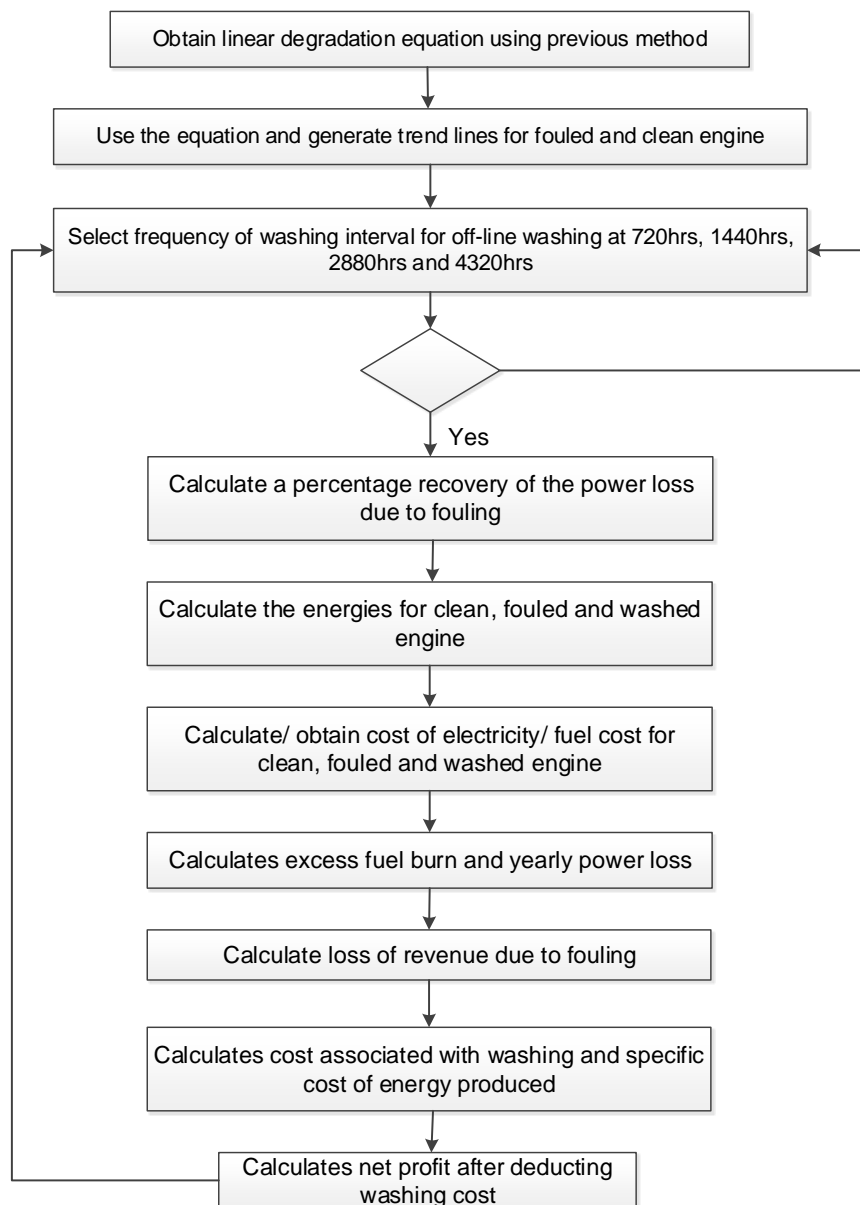 Obtain linear degradation equation using previous method
Use the equation and generate trend lines for fouled and clean engine
Select frequency of washing interval for off-line washing at 720hrs, 1440hrs,
2880hrs and 4320hrs
Yes
Calculate a percentage recovery of the power loss
due to fouling
Calculate the energies for clean, fouled and washed
engine
Calculate/ obtain cost of electricity/ fuel cost for
clean, fouled and washed engine
Calculates excess fuel burn and yearly power loss
Calculate loss of revenue due to fouling
Calculates cost associated with washing and specific
cost of energy produced
Calculates net profit after deducting
washing cost